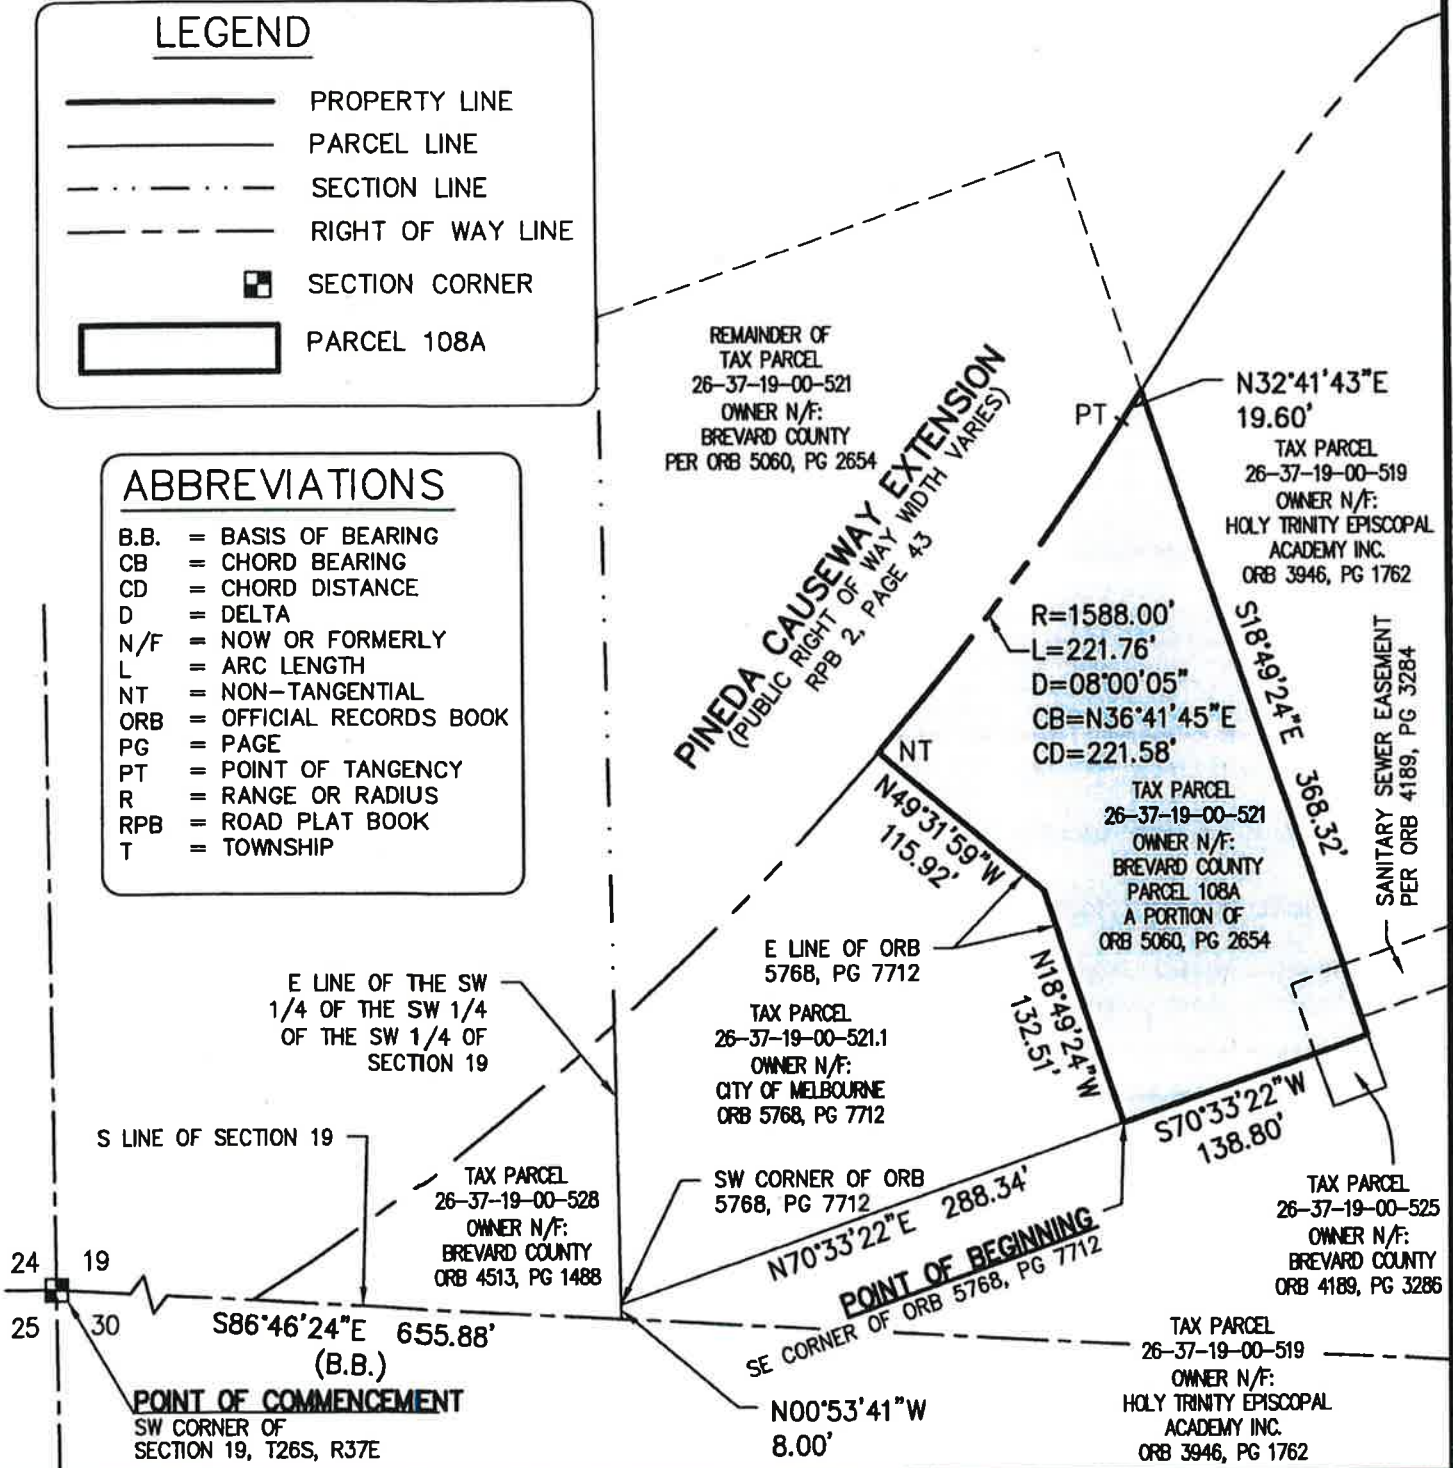 LEGEND
PROPERTY LINE
PARCEL LINE
SECTION LINE
RIGHT OF WAY LINE
SECTION CORNER
PARCEL 108A
ABBREVIATIONS
B.B. = BASIS OF BEARING
CB = CHORD BEARING
CD = CHORD DISTANCE
D = DELTA
N/F = NOW OR FORMERLY
L = ARC LENGTH
NT = NON-TANGENTIAL
ORB = OFFICIAL RECORDS BOOK
PG = PAGE
PT = POINT OF TANGENCY
R = RANGE OR RADIUS
RPB = ROAD PLAT BOOK
T = TOWNSHIP
REMAINDER OF
TAX PARCEL
26-37-19-00-521
OWNER N/F:
BREVARD COUNTY
PER ORB 5060, PG 2654
PINEDA CAUSEWAY EXTENSION
(PUBLIC RIGHT OF WAY WIDTH VARIES)
RPB 2, PAGE 43
PT
N32°41'43"E
19.60'
TAX PARCEL
26-37-19-00-519
OWNER N/F:
HOLY TRINITY EPISCOPAL
ACADEMY INC.
ORB 3946, PG 1762
R=1588.00'
L=221.76'
D=08°00'05"
CB=N36°41'45"E
CD=221.58'
S18°49'24"E 368.32'
SANITARY SEWER EASEMENT
PER ORB 4189, PG 3284
NT
N49°31'59"W
115.92'
TAX PARCEL
26-37-19-00-521
OWNER N/F:
BREVARD COUNTY
PARCEL 108A
A PORTION OF
ORB 5060, PG 2654
E LINE OF ORB
5768, PG 7712
N18°49'24"W
132.51'
E LINE OF THE SW
1/4 OF THE SW 1/4
OF THE SW 1/4 OF
SECTION 19
TAX PARCEL
26-37-19-00-521.1
OWNER N/F:
CITY OF MELBOURNE
ORB 5768, PG 7712
S LINE OF SECTION 19
S70°33'22"W
138.80'
TAX PARCEL
26-37-19-00-528
OWNER N/F:
BREVARD COUNTY
ORB 4513, PG 1488
SW CORNER OF ORB
5768, PG 7712
N70°33'22"E 288.34'
POINT OF BEGINNING
SE CORNER OF ORB 5768, PG 7712
TAX PARCEL
26-37-19-00-525
OWNER N/F:
BREVARD COUNTY
ORB 4189, PG 3286
24 19
25 30
S86°46'24"E 655.88'
(B.B.)
POINT OF COMMENCEMENT
SW CORNER OF
SECTION 19, T26S, R37E
N00°53'41"W
8.00'
TAX PARCEL
26-37-19-00-519
OWNER N/F:
HOLY TRINITY EPISCOPAL
ACADEMY INC.
ORB 3946, PG 1762